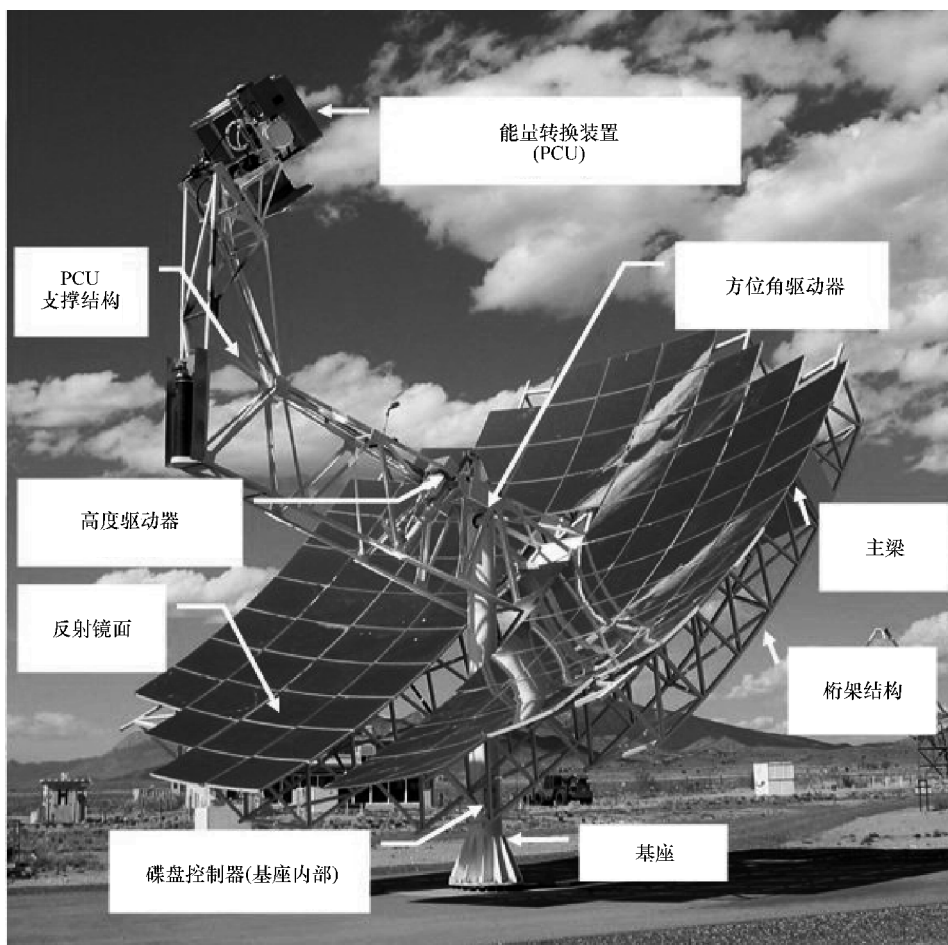 能量转换装置
(PCU)
PCU
支撑结构
方位角驱动器
高度驱动器
主梁
反射镜面
桁架结构
基座
碟盘控制器(基座内部)